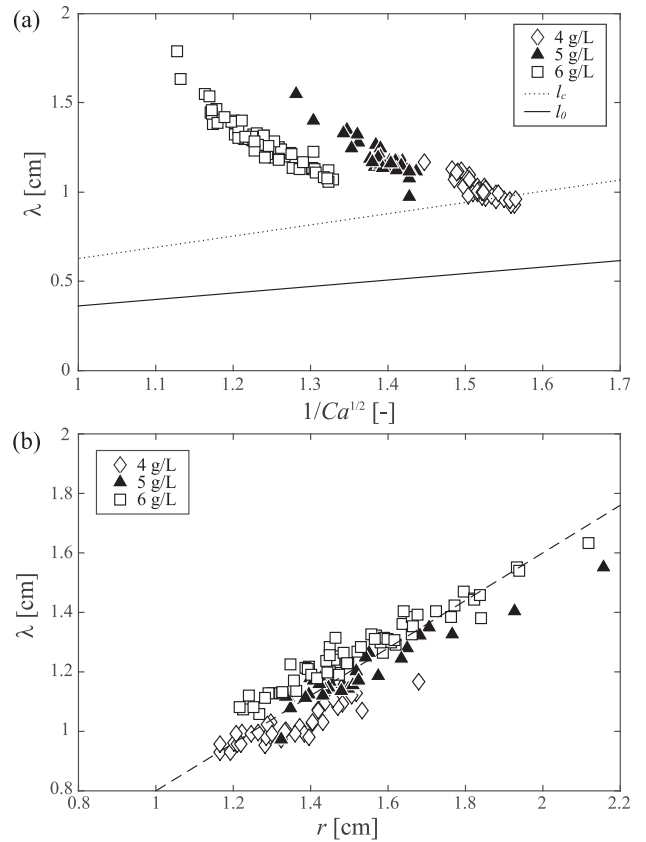 (a)
2
1.5
1
0.5
0
λ [cm]
4 g/L
5 g/L
6 g/L
l_c
l_0
1 1.1 1.2 1.3 1.4 1.5 1.6 1.7
1/Ca^{1/2} [-]
(b)
2
1.8
1.6
1.4
1.2
1
0.8
λ [cm]
4 g/L
5 g/L
6 g/L
0.8 1 1.2 1.4 1.6 1.8 2 2.2
r [cm]